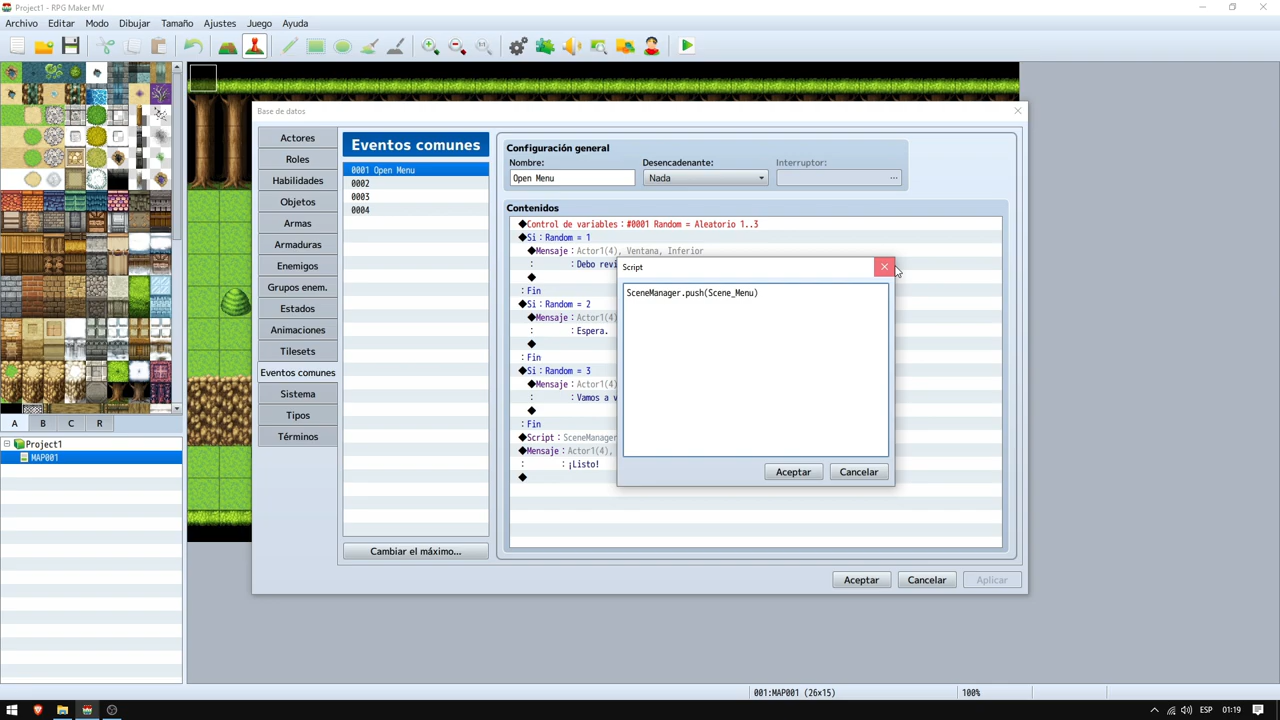 Project1 - RPG Maker MV
Archivo Editar Modo Dibujar Tamaño Ajustes Juego Ayuda
1:1
Base de datos
Actores
Roles
Habilidades
Objetos
Armas
Armaduras
Enemigos
Grupos enem.
Estados
Animaciones
Tilesets
Eventos comunes
Sistema
Tipos
Términos
Eventos comunes
0001 Open Menu
0002
0003
0004
Cambiar el máximo...
Configuración general
Nombre: Desencadenante: Interruptor:
Open Menu Nada ...
Contenidos
◆Control de variables：#0001 Random = Aleatorio 1..3
◆Si：Random = 1
◆Mensaje：Actor1(4), Ventana, Inferior
： ：Debo revi
◆
：Fin
◆Si：Random = 2
◆Mensaje：Actor1(4)
： ：Espera.
◆
：Fin
◆Si：Random = 3
◆Mensaje：Actor1(4)
： ：Vamos a v
◆
：Fin
◆Script：SceneManager
◆Mensaje：Actor1(4),
： ：¡Listo!
◆
Script
SceneManager.push(Scene_Menu)
Aceptar Cancelar
Aceptar Cancelar Aplicar
A B C R
Project1
MAP001
001:MAP001 (26×15) 100%
ESP 01:19